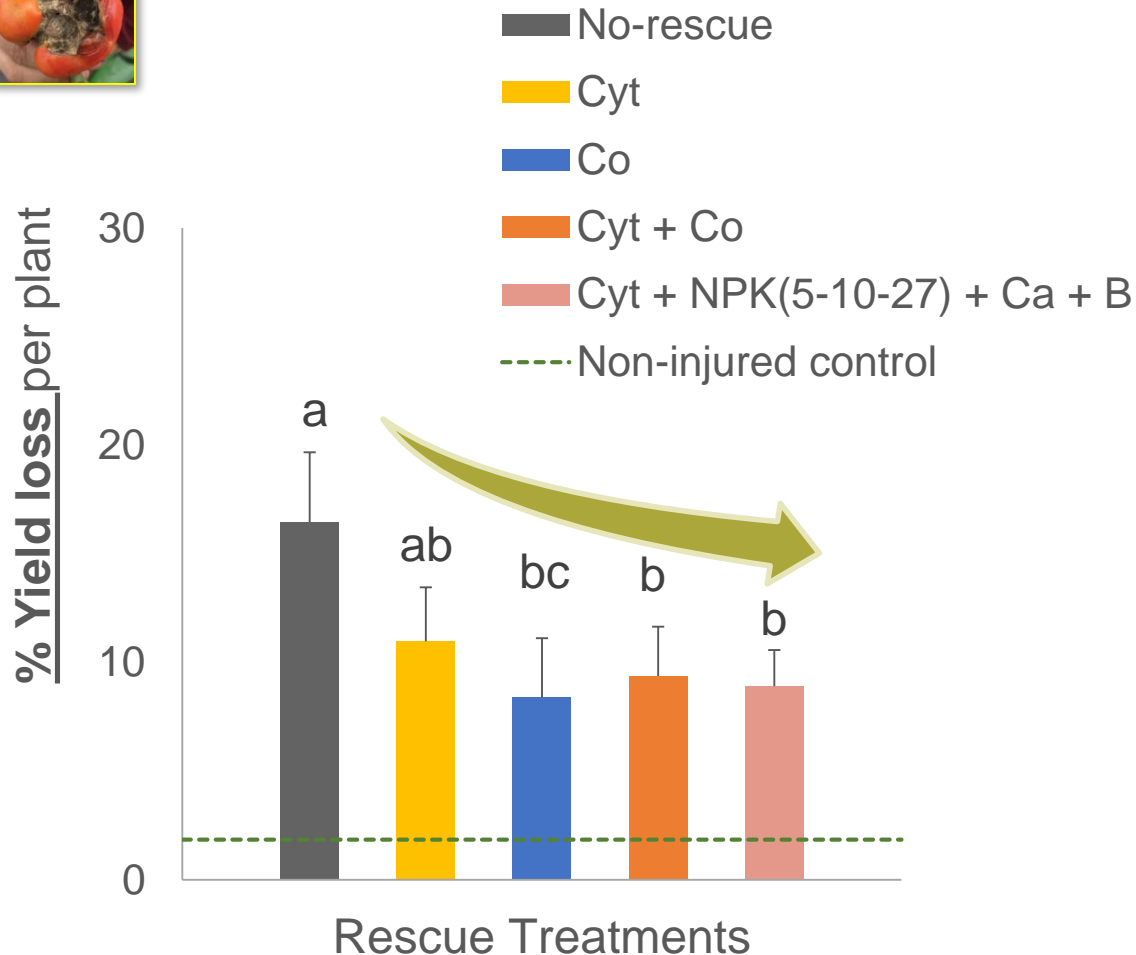 No-rescue
Cyt
Co
Cyt + Co
Cyt + NPK(5-10-27) + Ca + B
Non-injured control
% Yield loss per plant
30
20
10
0
a
ab
bc
b
b
Rescue Treatments